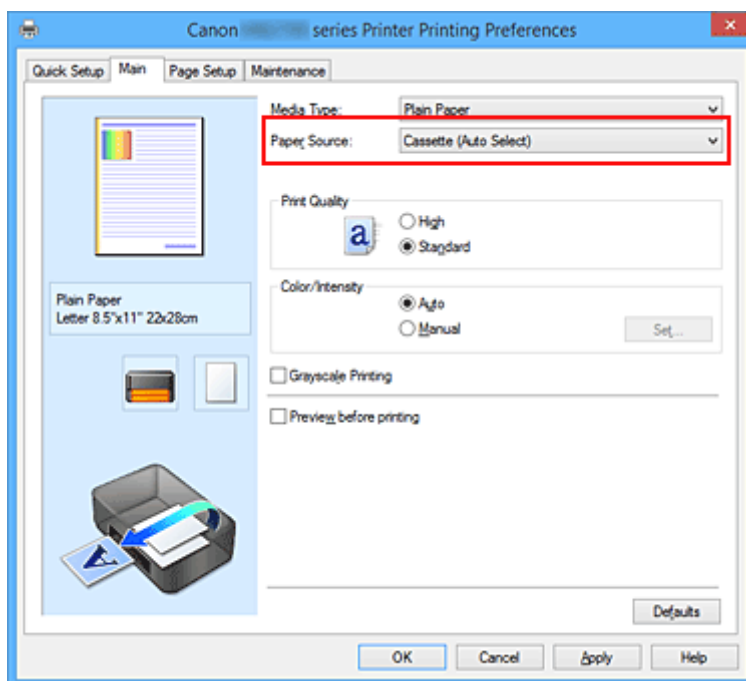 Canon series Printer Printing Preferences
Quick Setup Main Page Setup Maintenance
Media Type: Plain Paper
Paper Source: Cassette (Auto Select)
Print Quality
High
Standard
Color/Intensity
Auto
Manual
Set...
Grayscale Printing
Preview before printing
Plain Paper
Letter 8.5"x11" 22x28cm
a
A
Defaults
OK Cancel Apply Help